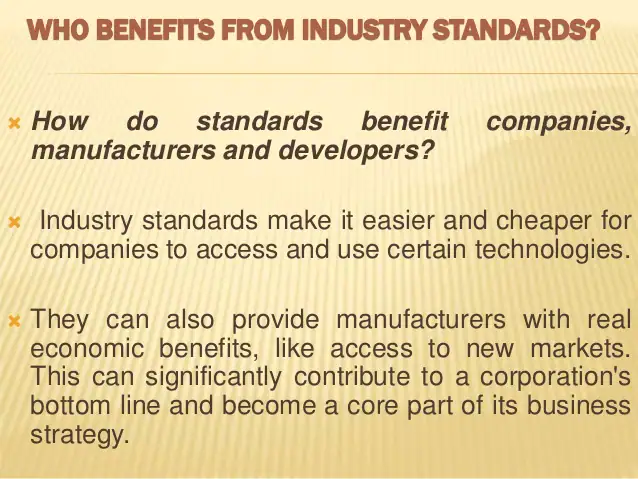 WHO BENEFITS FROM INDUSTRY STANDARDS?
How do standards benefit companies,
manufacturers and developers?
Industry standards make it easier and cheaper for
companies to access and use certain technologies.
They can also provide manufacturers with real
economic benefits, like access to new markets.
This can significantly contribute to a corporation's
bottom line and become a core part of its business
strategy.